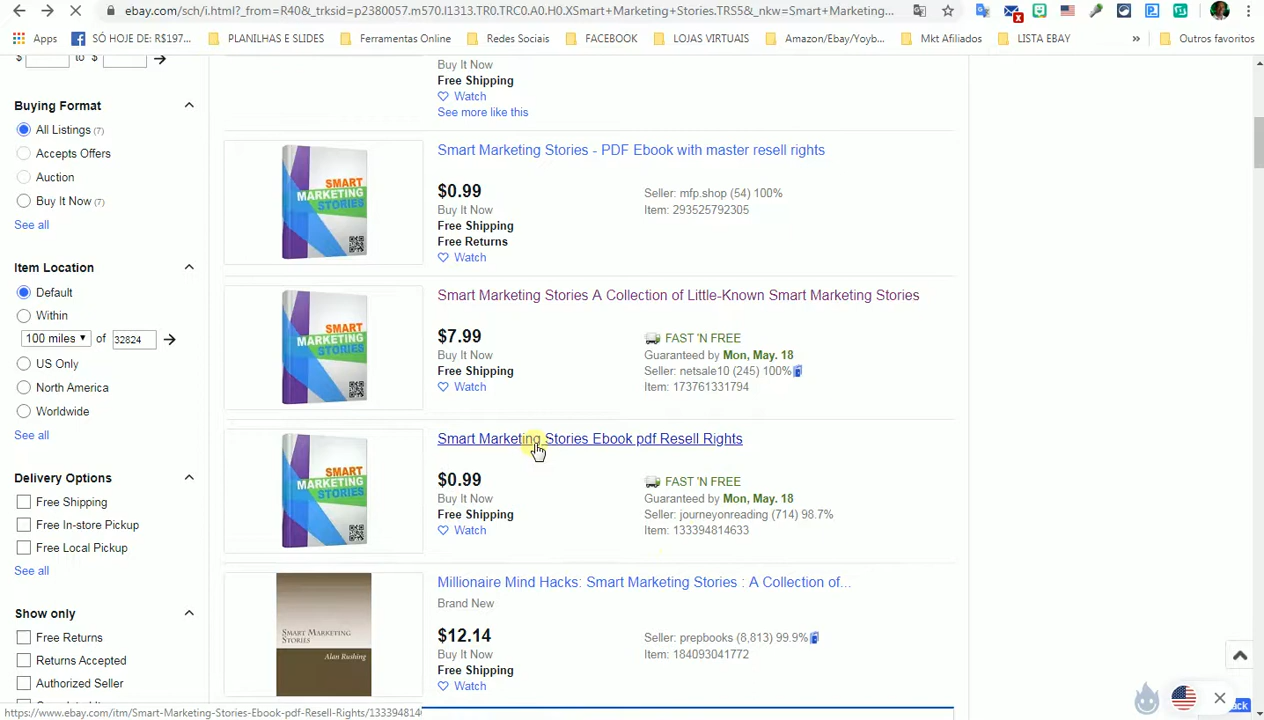 ebay.com/sch/i.html?_from=R40&_trksid=p2380057.m570.l1313.TR0.TRC0.A0.H0.XSmart+Marketing+Stories.TRS5&_nkw=Smart+Marketing...
Apps
SÓ HOJE DE: R$197...
PLANILHAS E SLIDES
Ferramentas Online
Redes Sociais
FACEBOOK
LOJAS VIRTUAIS
Amazon/Ebay/Yoyb...
Mkt Afiliados
LISTA EBAY
»
Outros favoritos
$ to $
Buying Format
All Listings (7)
Accepts Offers
Auction
Buy It Now (7)
See all
Item Location
Default
Within
100 miles of 32824
US Only
North America
Worldwide
See all
Delivery Options
Free Shipping
Free In-store Pickup
Free Local Pickup
See all
Show only
Free Returns
Returns Accepted
Authorized Seller
Buy It Now
Free Shipping
Watch
See more like this
SMART
MARKETING
STORIES
Smart Marketing Stories - PDF Ebook with master resell rights
$0.99
Buy It Now
Free Shipping
Free Returns
Watch
Seller: mfp.shop (54) 100%
Item: 293525792305
SMART
MARKETING
STORIES
Smart Marketing Stories A Collection of Little-Known Smart Marketing Stories
$7.99
Buy It Now
Free Shipping
Watch
FAST 'N FREE
Guaranteed by Mon, May. 18
Seller: netsale10 (245) 100%
Item: 173761331794
SMART
MARKETING
STORIES
Smart Marketing Stories Ebook pdf Resell Rights
$0.99
Buy It Now
Free Shipping
Watch
FAST 'N FREE
Guaranteed by Mon, May. 18
Seller: journeyonreading (714) 98.7%
Item: 133394814633
SMART MARKETING
STORIES
Alan Rushing
Millionaire Mind Hacks: Smart Marketing Stories : A Collection of...
Brand New
$12.14
Buy It Now
Free Shipping
Watch
Seller: prepbooks (8,813) 99.9%
Item: 184093041772
https://www.ebay.com/itm/Smart-Marketing-Stories-Ebook-pdf-Resell-Rights/133394814